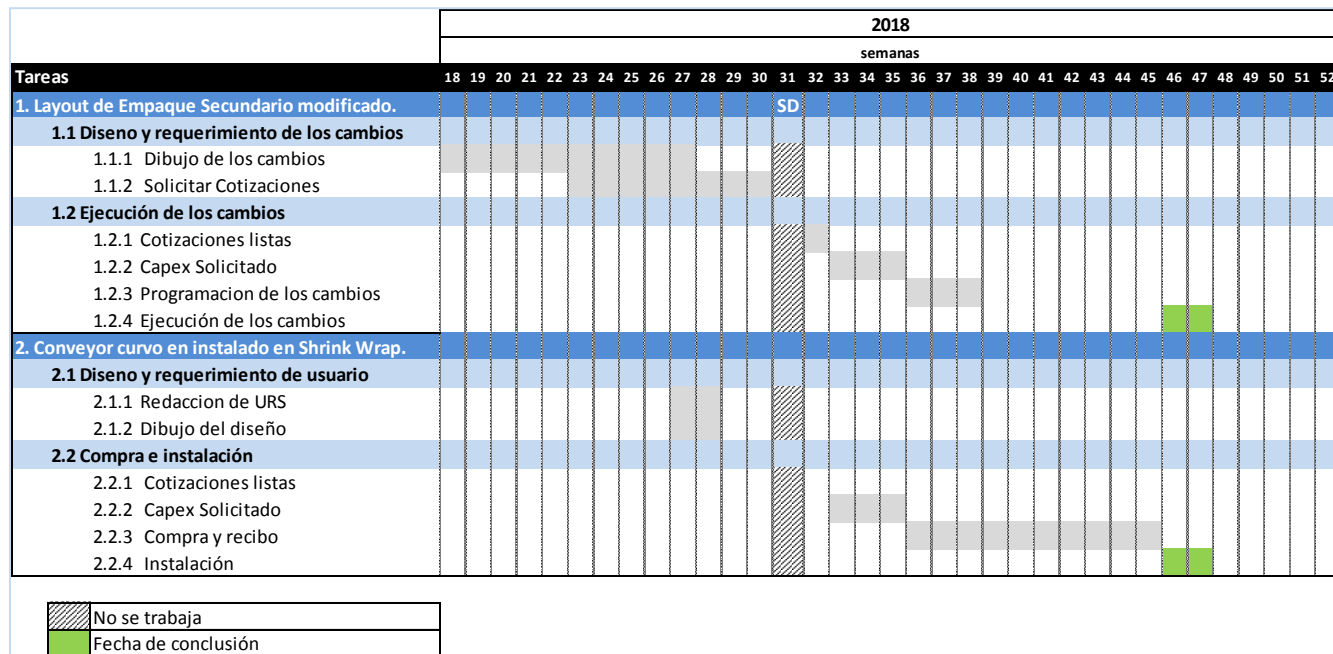 2018
semanas
Tareas 18 19 20 21 22 23 24 25 26 27 28 29 30 31 32 33 34 35 36 37 38 39 40 41 42 43 44 45 46 47 48 49 50 51 52
1. Layout de Empaque Secundario modificado. SD
1.1 Diseno y requerimiento de los cambios
1.1.1 Dibujo de los cambios
1.1.2 Solicitar Cotizaciones
1.2 Ejecución de los cambios
1.2.1 Cotizaciones listas
1.2.2 Capex Solicitado
1.2.3 Programacion de los cambios
1.2.4 Ejecución de los cambios
2. Conveyor curvo en instalado en Shrink Wrap.
2.1 Diseno y requerimiento de usuario
2.1.1 Redaccion de URS
2.1.2 Dibujo del diseño
2.2 Compra e instalación
2.2.1 Cotizaciones listas
2.2.2 Capex Solicitado
2.2.3 Compra y recibo
2.2.4 Instalación
No se trabaja
Fecha de conclusión